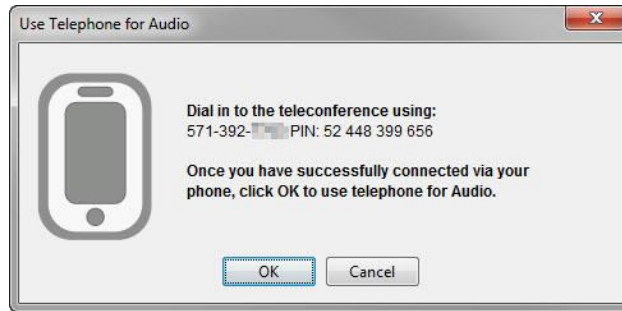 Use Telephone for Audio
Dial in to the teleconference using:
571-392- PIN: 52 448 399 656
Once you have successfully connected via your
phone, click OK to use telephone for Audio.
OK
Cancel